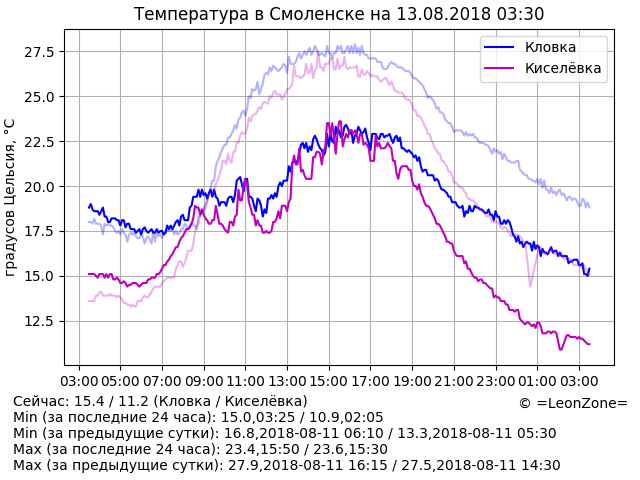 Температура в Смоленске на 13.08.2018 03:30
градусов Цельсия, °C
27.5
25.0
22.5
20.0
17.5
15.0
12.5
Кловка
Киселёвка
03:00 05:00 07:00 09:00 11:00 13:00 15:00 17:00 19:00 21:00 23:00 01:00 03:00
Сейчас: 15.4 / 11.2 (Кловка / Киселёвка)
© =LeonZone=
Min (за последние 24 часа): 15.0,03:25 / 10.9,02:05
Min (за предыдущие сутки): 16.8,2018-08-11 06:10 / 13.3,2018-08-11 05:30
Max (за последние 24 часа): 23.4,15:50 / 23.6,15:30
Max (за предыдущие сутки): 27.9,2018-08-11 16:15 / 27.5,2018-08-11 14:30